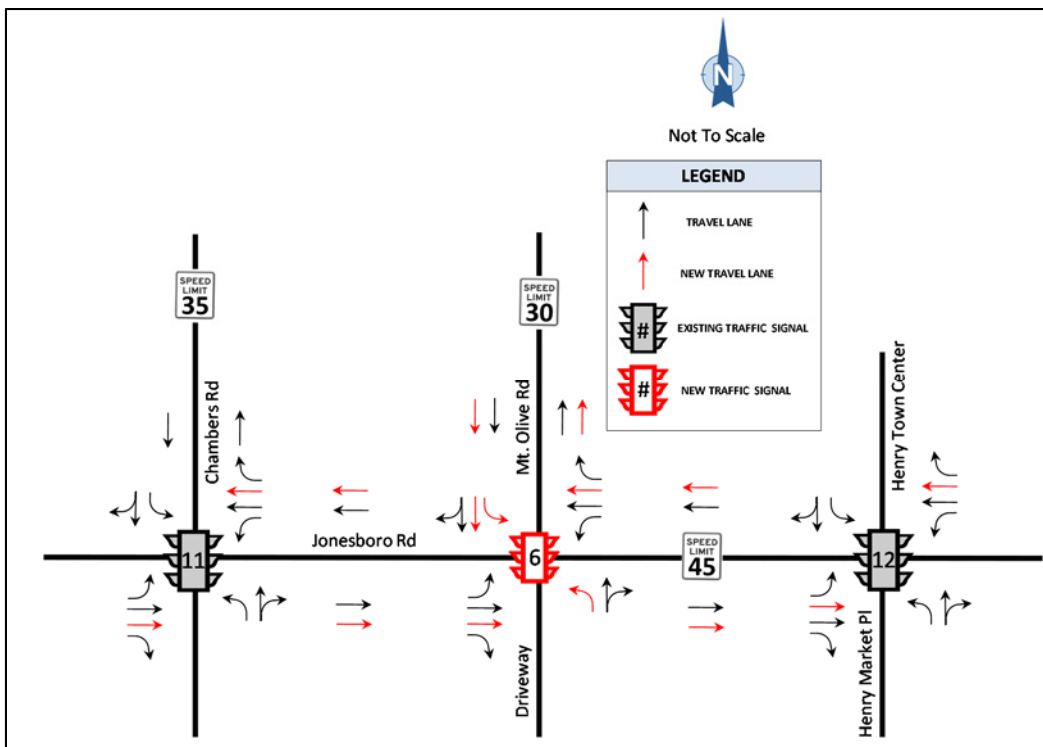 N
Not To Scale
LEGEND
TRAVEL LANE
NEW TRAVEL LANE
# EXISTING TRAFFIC SIGNAL
# NEW TRAFFIC SIGNAL
SPEED
LIMIT
35
SPEED
LIMIT
30
Chambers Rd
Mt. Olive Rd
Henry Town Center
Jonesboro Rd
11
6
SPEED
LIMIT
45
12
Driveway
Henry Market Pl